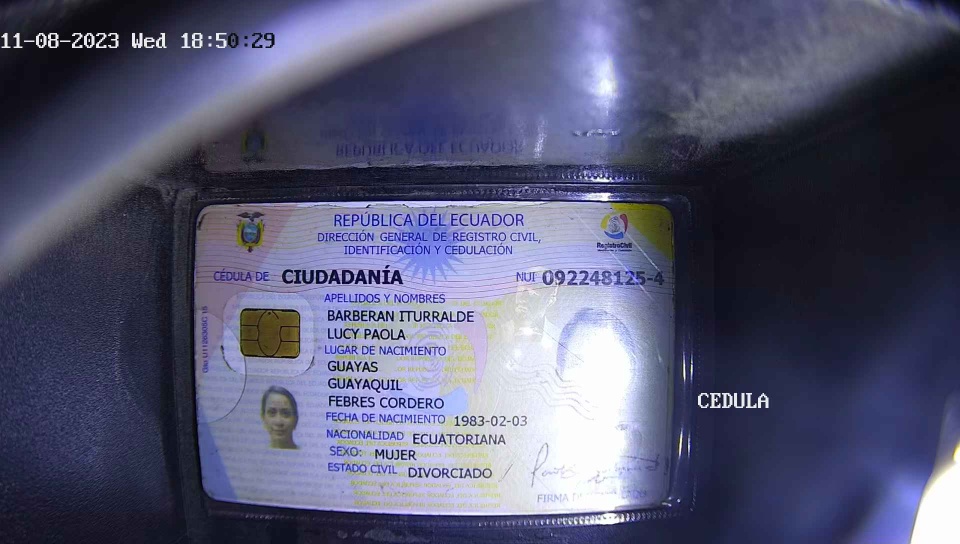 11-08-2023 Wed 18:50:29
REPÚBLICA DEL ECUADOR
DIRECCIÓN GENERAL DE REGISTRO CIVIL,
IDENTIFICACIÓN Y CEDULACIÓN
RegistroCivil
CÉDULA DE CIUDADANÍA
NUI 092248125-4
APELLIDOS Y NOMBRES
BARBERAN ITURRALDE
LUCY PAOLA
LUGAR DE NACIMIENTO
GUAYAS
GUAYAQUIL
FEBRES CORDERO
FECHA DE NACIMIENTO 1983-02-03
NACIONALIDAD ECUATORIANA
SEXO: MUJER
ESTADO CIVIL DIVORCIADO
FIRMA
CEDULA